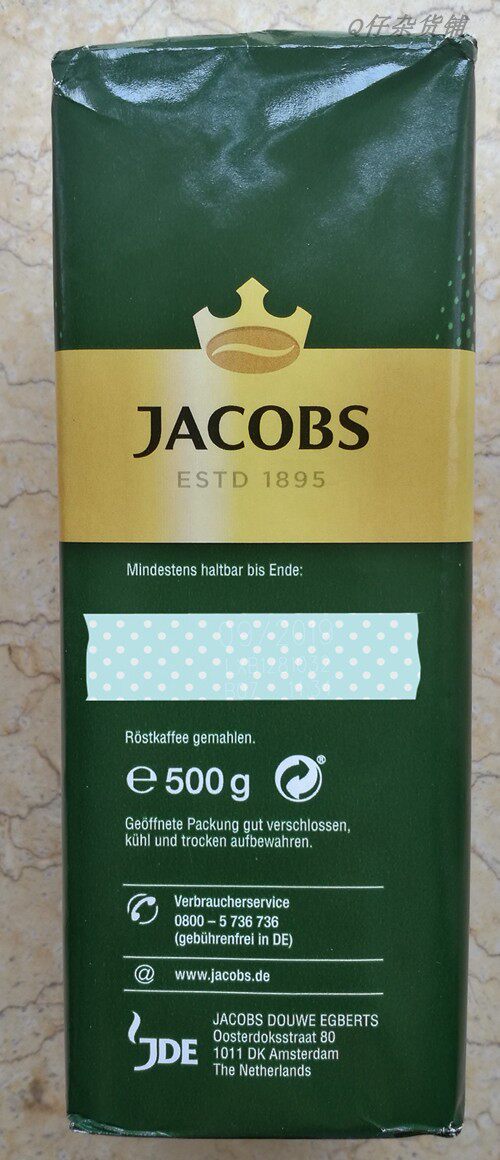 Q仔杂货铺
JACOBS
ESTD 1895
Mindestens haltbar bis Ende:
Röstkaffee gemahlen.
℮ 500 g ®
Geöffnete Packung gut verschlossen,
kühl und trocken aufbewahren.
Verbraucherservice
0800 – 5 736 736
(gebührenfrei in DE)
@ www.jacobs.de
JDE
JACOBS DOUWE EGBERTS
Oosterdoksstraat 80
1011 DK Amsterdam
The Netherlands